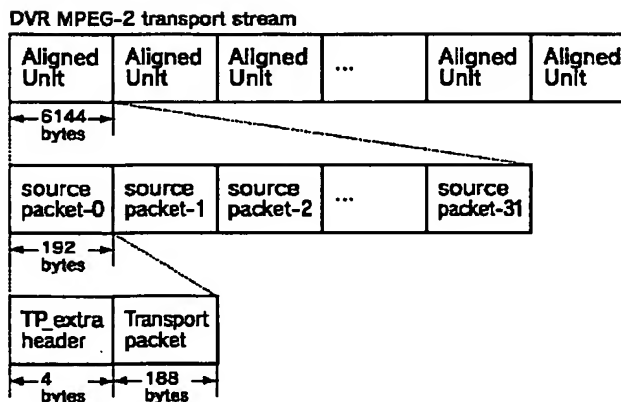 DVR MPEG-2 transport stream
Aligned Unit
Aligned Unit
Aligned Unit
...
Aligned Unit
Aligned Unit
6144 bytes
source packet-0
source packet-1
source packet-2
...
source packet-31
192 bytes
TP_extra header
Transport packet
4 bytes
188 bytes